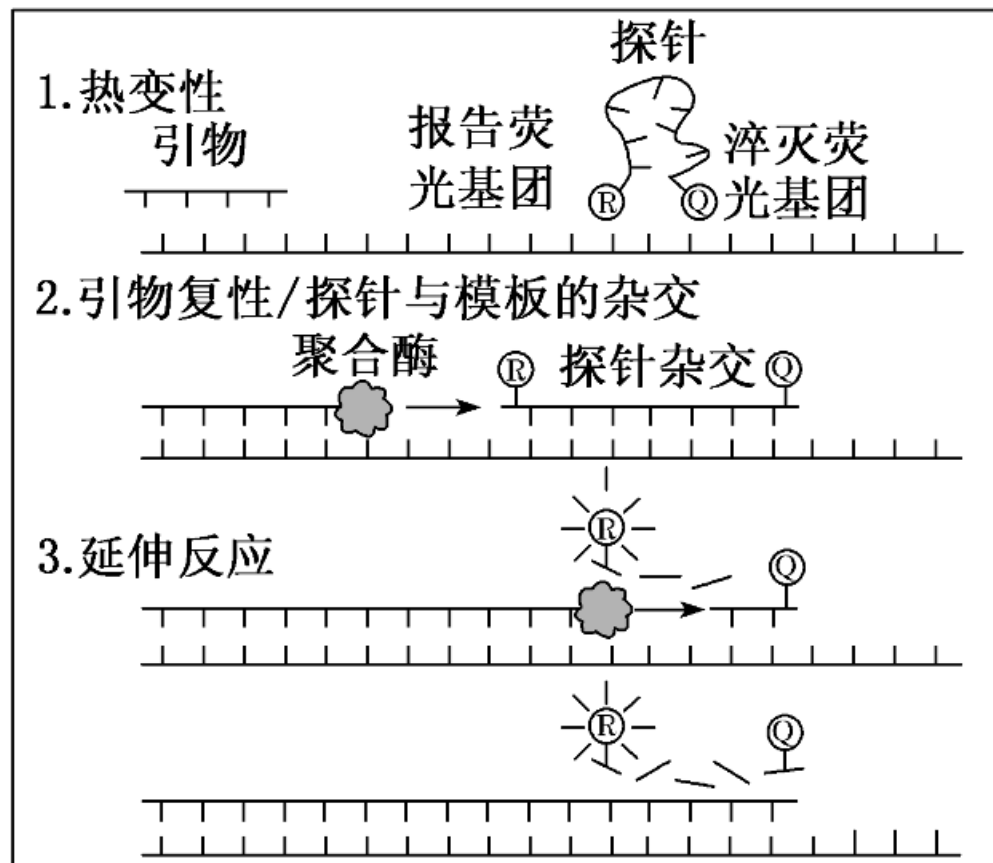 探针
1.热变性
引物
报告荧
光基团
淬灭荧
光基团
R
Q
2.引物复性/探针与模板的杂交
聚合酶
R
探针杂交
Q
R
3.延伸反应
Q
R
Q